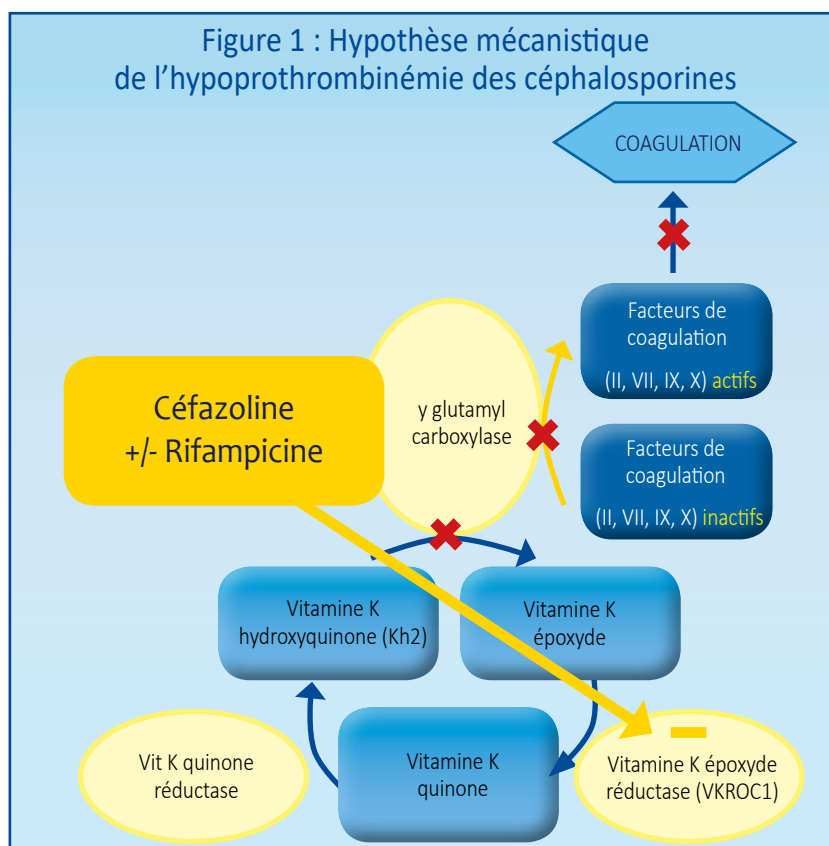 Figure 1 : Hypothèse mécanistique
de l'hypoprothrombinémie des céphalosporines
COAGULATION
Facteurs de
coagulation
(II, VII, IX, X) actifs
Céfazoline
+/- Rifampicine
y glutamyl
carboxylase
Facteurs de
coagulation
(II, VII, IX, X) inactifs
Vitamine K
hydroxyquinone (Kh2)
Vitamine K
époxyde
Vit K quinone
réductase
Vitamine K
quinone
Vitamine K époxyde
réductase (VKROC1)